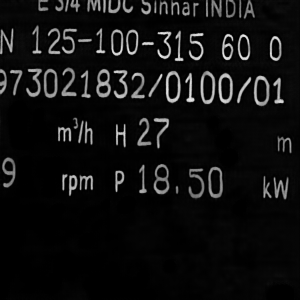 E 3/4 MIDC Sinnar INDIA
N 125-100-315 60 0
973021832/0100/01
m³/h H 27 m
9 rpm P 18.50 kW